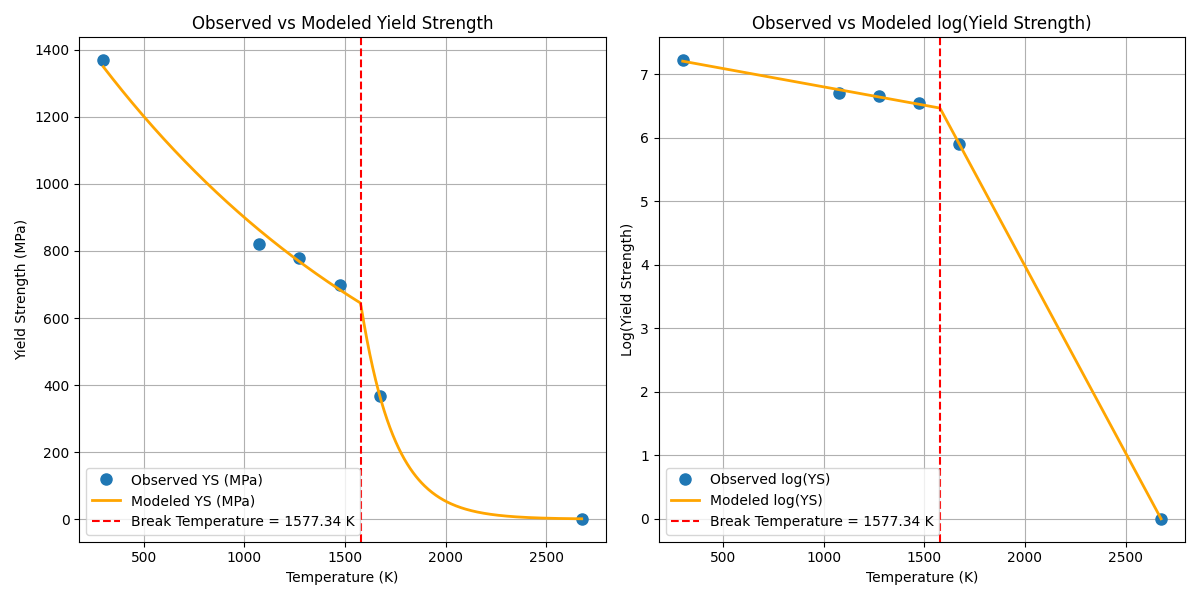 Observed vs Modeled Yield Strength
Yield Strength (MPa)
1400
1200
1000
800
600
400
200
0
Observed YS (MPa)
Modeled YS (MPa)
Break Temperature = 1577.34 K
500
1000
1500
2000
2500
Temperature (K)
Observed vs Modeled log(Yield Strength)
Log(Yield Strength)
7
6
5
4
3
2
1
0
Observed log(YS)
Modeled log(YS)
Break Temperature = 1577.34 K
500
1000
1500
2000
2500
Temperature (K)